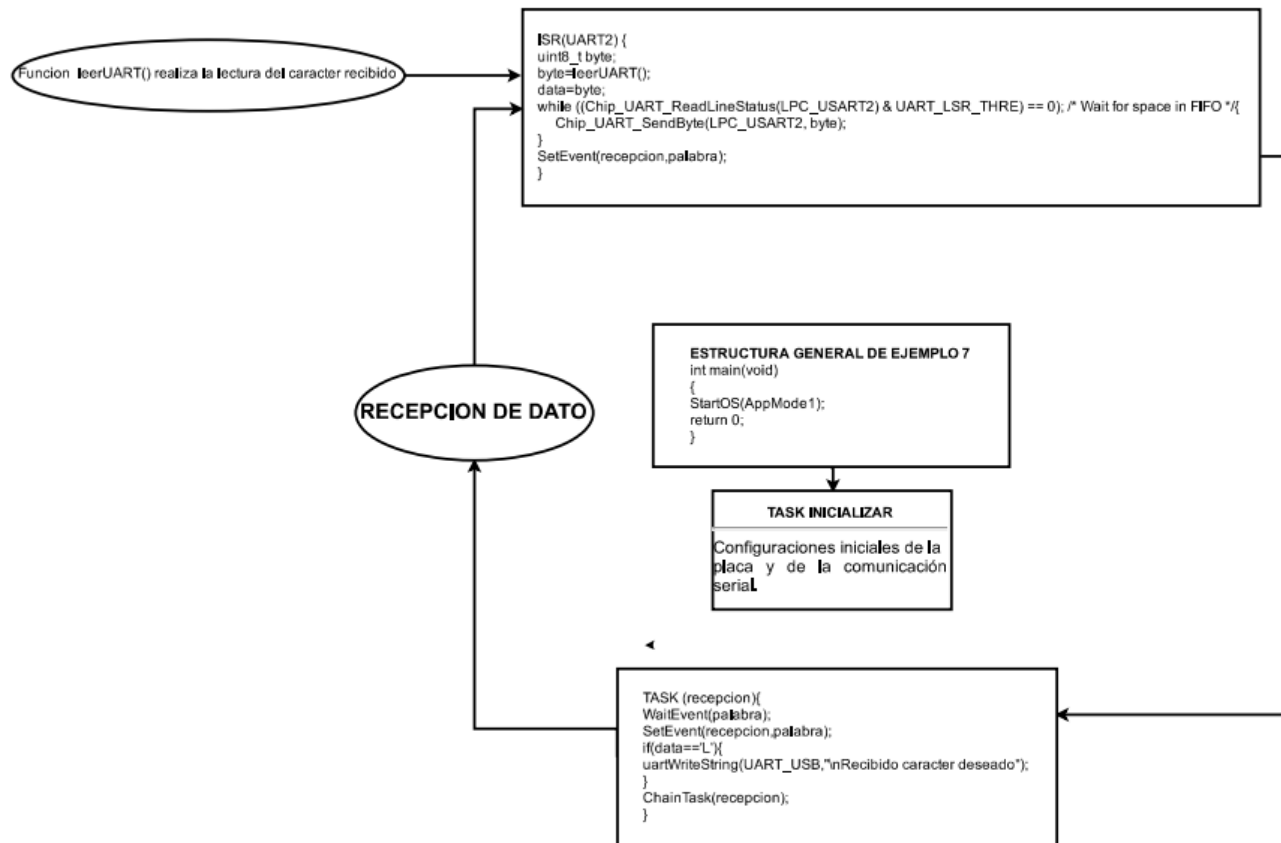 Funcion leerUART() realiza la lectura del caracter recibido
ISR(UART2) {
uint8_t byte;
byte=leerUART();
data=byte;
while ((Chip_UART_ReadLineStatus(LPC_USART2) & UART_LSR_THRE) == 0); /* Wait for space in FIFO */{
Chip_UART_SendByte(LPC_USART2, byte);
}
SetEvent(recepcion,palabra);
}
RECEPCION DE DATO
ESTRUCTURA GENERAL DE EJEMPLO 7
int main(void)
{
StartOS(AppMode1);
return 0;
}
TASK INICIALIZAR
Configuraciones iniciales de la
placa y de la comunicación
serial.
TASK (recepcion){
WaitEvent(palabra);
SetEvent(recepcion,palabra);
if(data=='L'){
uartWriteString(UART_USB,"\nRecibido caracter deseado");
}
ChainTask(recepcion);
}